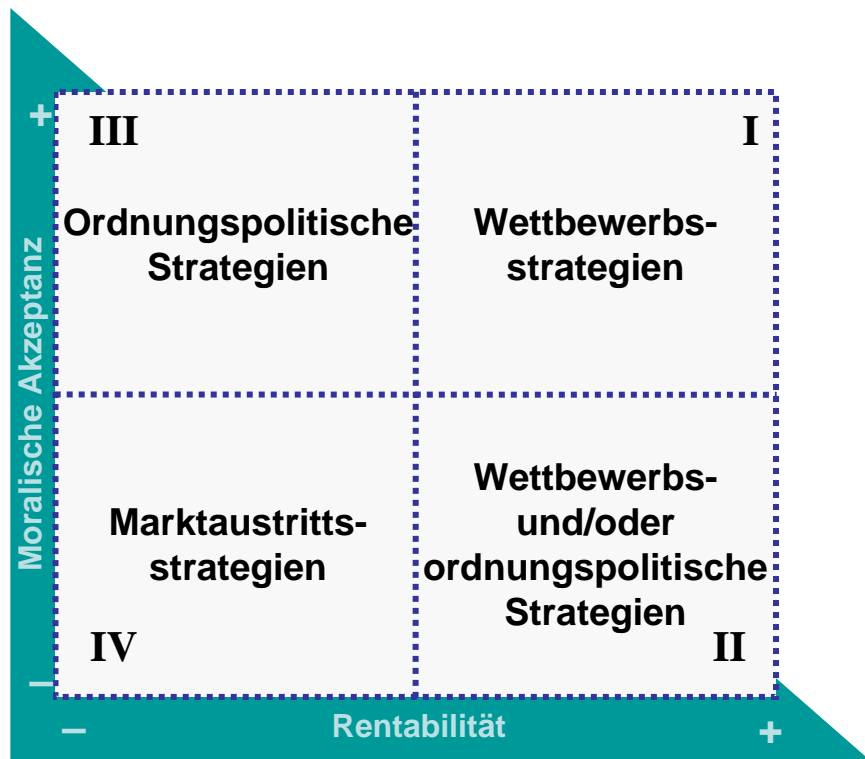 +
III
I
Ordnungspolitische
Strategien
Wettbewerbs-
strategien
Moralische Akzeptanz
Marktaustritts-
strategien
Wettbewerbs-
und/oder
ordnungspolitische
Strategien
IV
II
–
–
Rentabilität
+